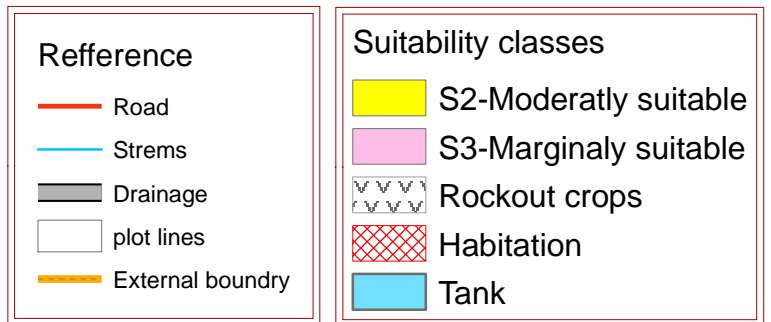 Refference
Road
Strems
Drainage
plot lines
External boundry
Suitability classes
S2-Moderatly suitable
S3-Marginaly suitable
Rockout crops
Habitation
Tank